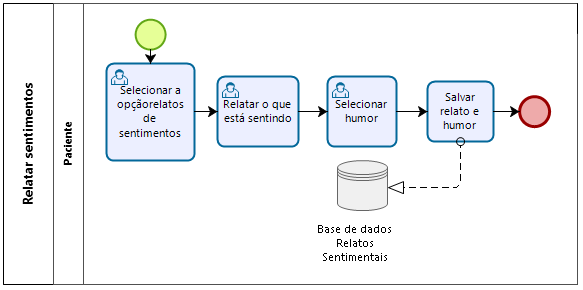 Relatar sentimentos
Paciente
Selecionar a
opçãorelatos
de
sentimentos
Relatar o que
está sentindo
Selecionar
humor
Salvar
relato e
humor
Base de dados
Relatos
Sentimentais